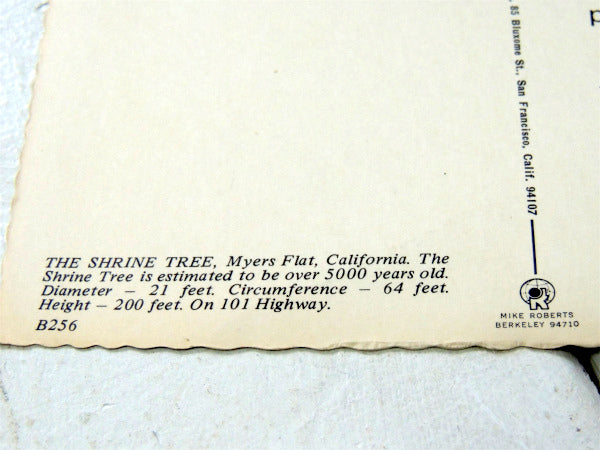 THE SHRINE TREE, Myers Flat, California. The
Shrine Tree is estimated to be over 5000 years old.
Diameter — 21 feet. Circumference — 64 feet.
Height — 200 feet. On 101 Highway.
B256
, 85 Bluxome St., San Francisco, Calif. 94107
MIKE ROBERTS
BERKELEY 94710